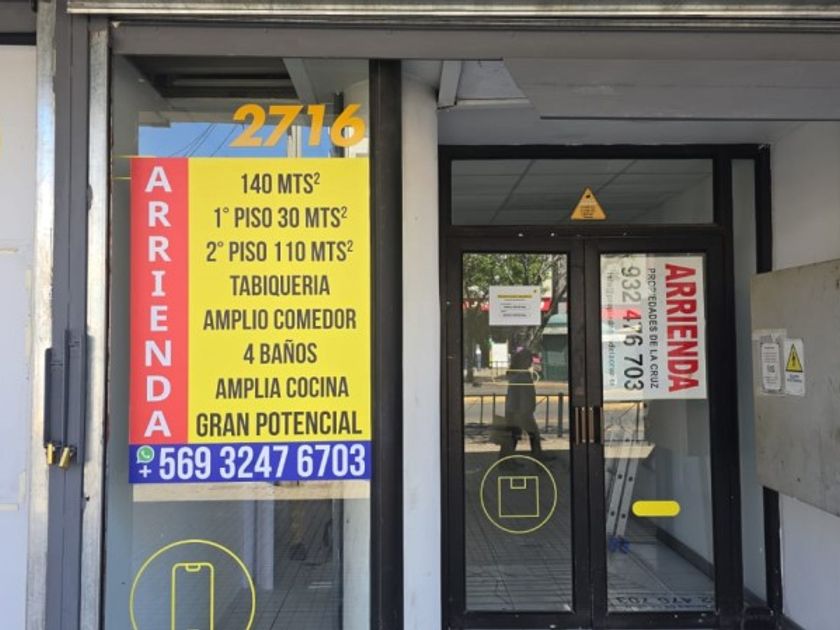 2716
ARRIENDA
140 MTS²
1° PISO 30 MTS²
2° PISO 110 MTS²
TABIQUERIA
AMPLIO COMEDOR
4 BAÑOS
AMPLIA COCINA
GRAN POTENCIAL
+569 3247 6703
ARRIENDA
PROPIEDADES DE LA CRUZ
932 476 703